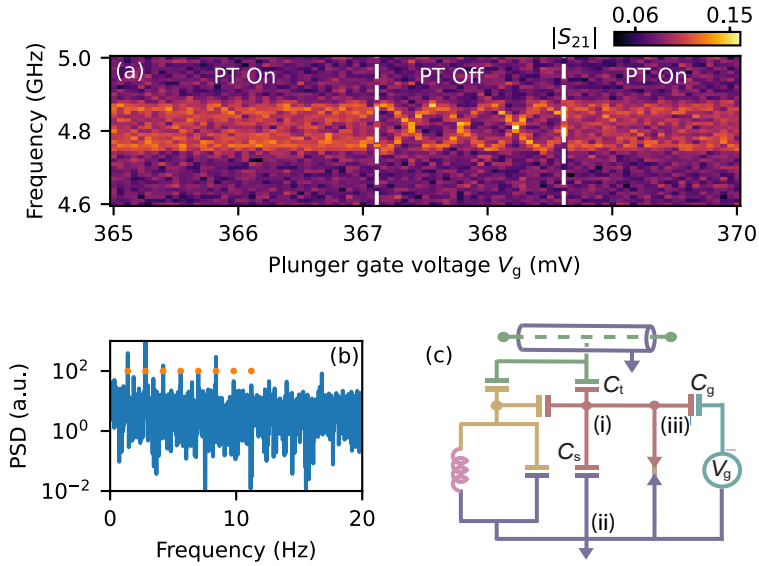 |S21| 0.06 0.15
(a) PT On PT Off PT On
Frequency (GHz)
5.0
4.8
4.6
365 366 367 368 369 370
Plunger gate voltage Vg (mV)
(b)
PSD (a.u.)
10²
10⁰
10⁻²
0 10 20
Frequency (Hz)
(c)
Ct
Cg
(i) (iii)
Cs
Vg
(ii)